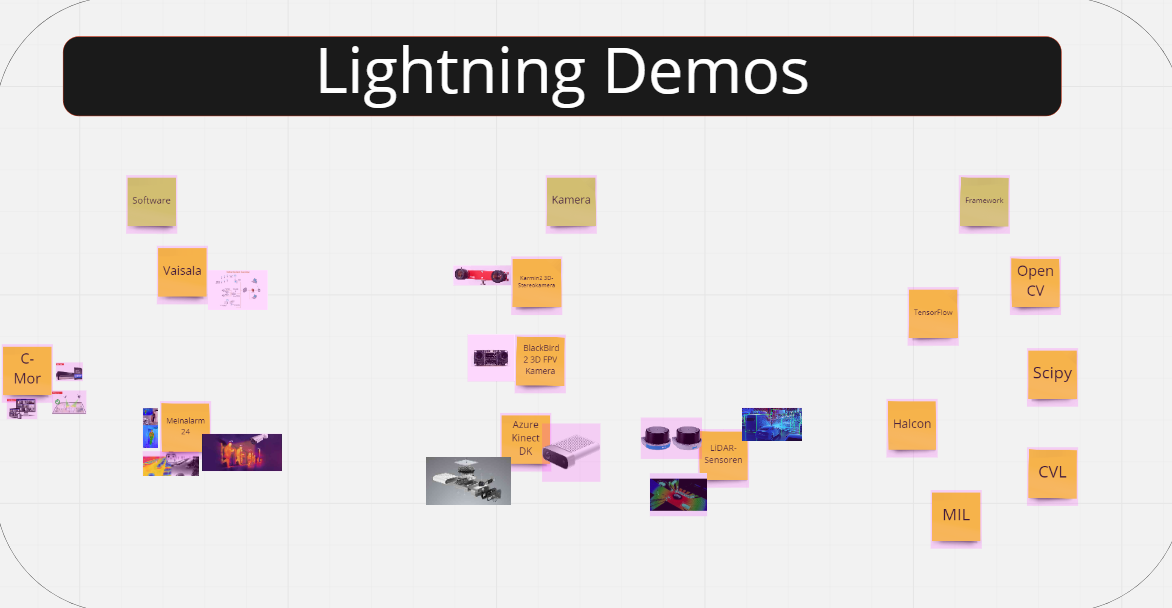 Lightning Demos
Software
Kamera
Framework
Vaisala
Karmin2 3D-
Stereokamera
Open
CV
TensorFlow
C-
Mor
BlackBird
2 3D FPV
Kamera
Scipy
Meinalarm
24
Azure
Kinect
DK
LiDAR-
Sensoren
Halcon
CVL
MIL